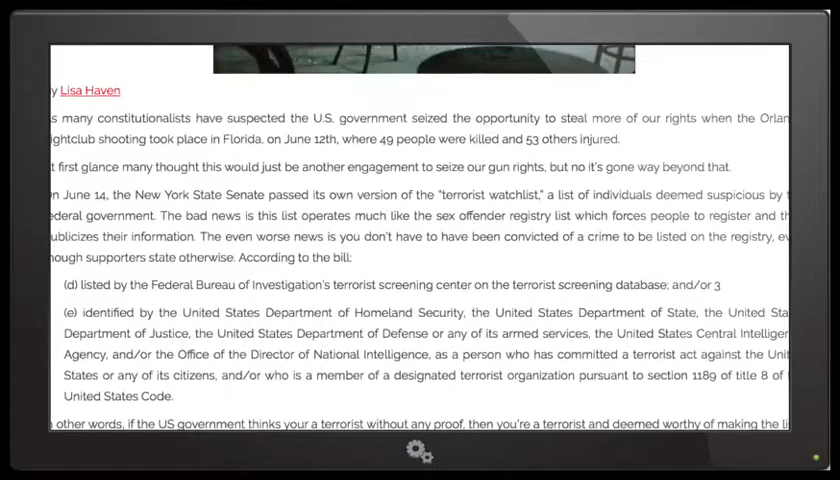 y Lisa Haven
s many constitutionalists have suspected the U.S. government seized the opportunity to steal more of our rights when the Orlan
ightclub shooting took place in Florida, on June 12th, where 49 people were killed and 53 others injured.
t first glance many thought this would just be another engagement to seize our gun rights, but no it's gone way beyond that.
n June 14, the New York State Senate passed its own version of the “terrorist watchlist,” a list of individuals deemed suspicious by t
ederal government. The bad news is this list operates much like the sex offender registry list which forces people to register and th
ublicizes their information. The even worse news is you don't have to have been convicted of a crime to be listed on the registry, ev
hough supporters state otherwise. According to the bill:
(d) listed by the Federal Bureau of Investigation's terrorist screening center on the terrorist screening database; and/or 3
(e) identified by the United States Department of Homeland Security, the United States Department of State, the United Sta
Department of Justice, the United States Department of Defense or any of its armed services, the United States Central Intelligen
Agency, and/or the Office of the Director of National Intelligence, as a person who has committed a terrorist act against the Unit
States or any of its citizens, and/or who is a member of a designated terrorist organization pursuant to section 1189 of title 8 of t
United States Code.
other words, if the US government thinks your a terrorist without any proof, then you're a terrorist and deemed worthy of making the li